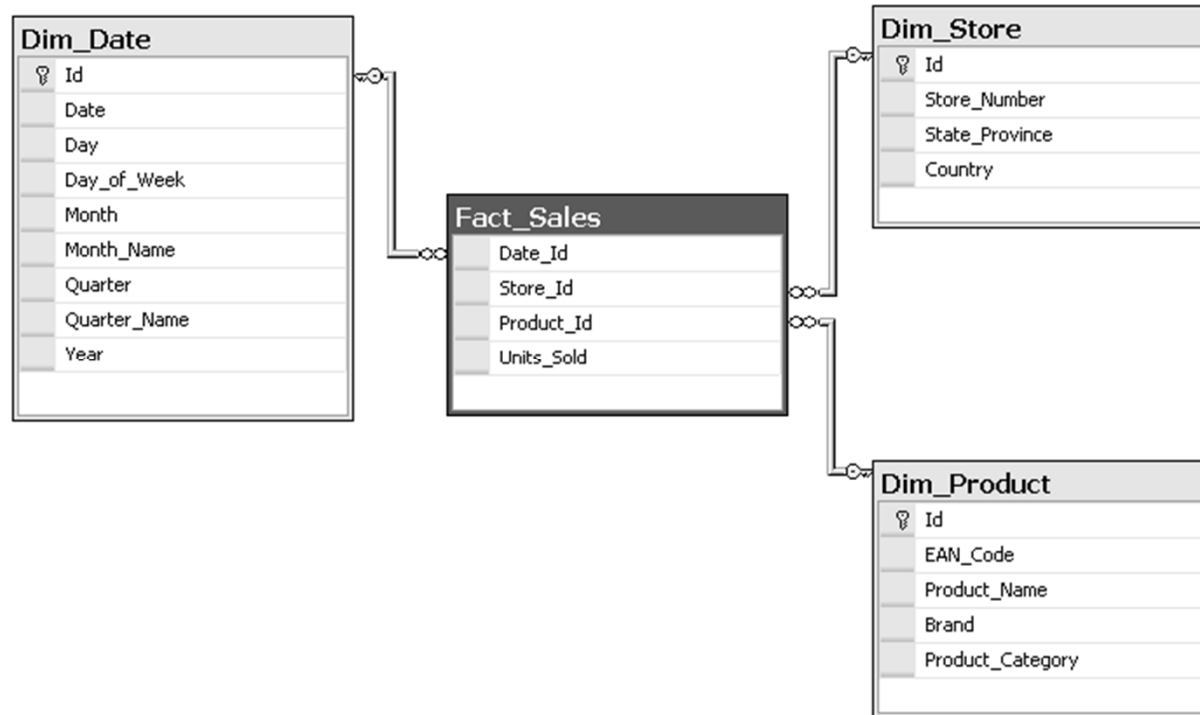 Dim_Date
Id
Date
Day
Day_of_Week
Month
Month_Name
Quarter
Quarter_Name
Year
Fact_Sales
Date_Id
Store_Id
Product_Id
Units_Sold
Dim_Store
Id
Store_Number
State_Province
Country
Dim_Product
Id
EAN_Code
Product_Name
Brand
Product_Category